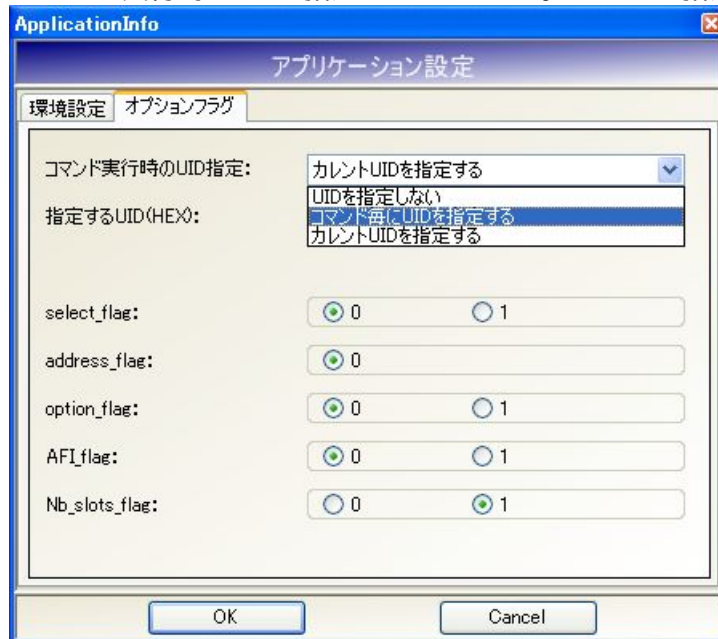 ApplicationInfo
アプリケーション設定
環境設定 オプションフラグ
コマンド実行時のUID指定: カレントUIDを指定する
UIDを指定しない
指定するUID(HEX): コマンド毎にUIDを指定する
カレントUIDを指定する
select_flag: 0 1
address_flag: 0
option_flag: 0 1
AFI_flag: 0 1
Nb_slots_flag: 0 1
OK Cancel